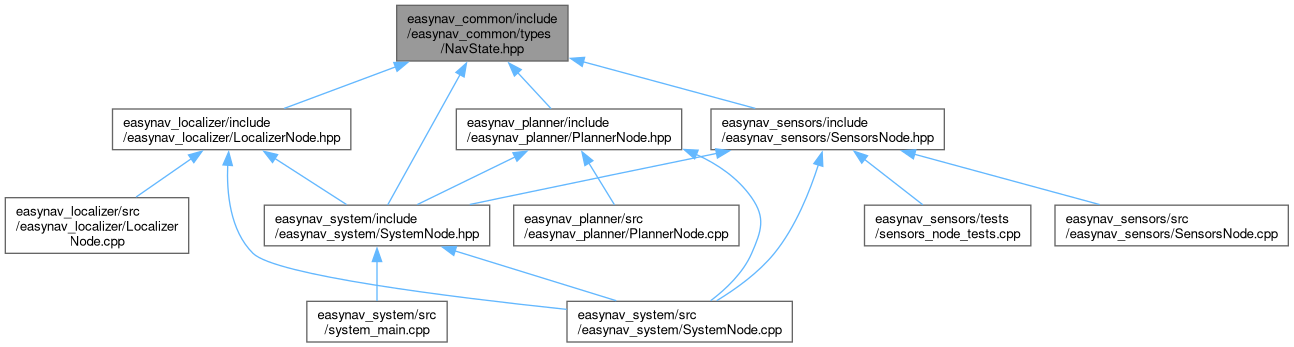 easynav_common/include
/easynav_common/types
/NavState.hpp
easynav_localizer/include
/easynav_localizer/LocalizerNode.hpp
easynav_planner/include
/easynav_planner/PlannerNode.hpp
easynav_sensors/include
/easynav_sensors/SensorsNode.hpp
easynav_localizer/src
/easynav_localizer/Localizer
Node.cpp
easynav_system/include
/easynav_system/SystemNode.hpp
easynav_planner/src
/easynav_planner/PlannerNode.cpp
easynav_sensors/tests
/sensors_node_tests.cpp
easynav_sensors/src
/easynav_sensors/SensorsNode.cpp
easynav_system/src
/system_main.cpp
easynav_system/src
/easynav_system/SystemNode.cpp